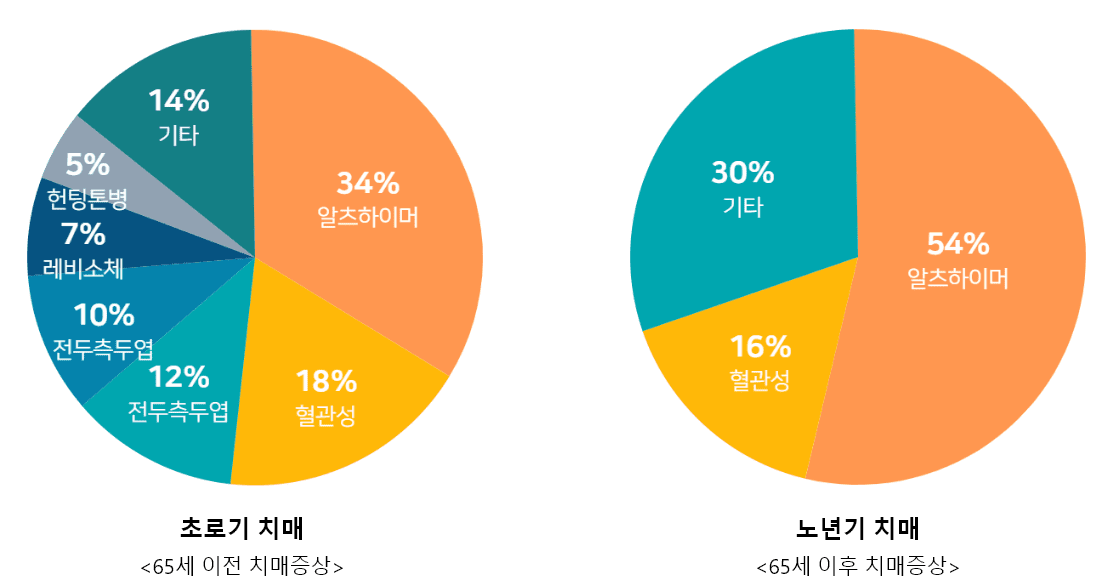 14%
기타
5%
헌팅톤병
7%
레비소체
10%
전두측두엽
12%
전두측두엽
18%
혈관성
34%
알츠하이머
초로기 치매
<65세 이전 치매증상>
30%
기타
54%
알츠하이머
16%
혈관성
노년기 치매
<65세 이후 치매증상>